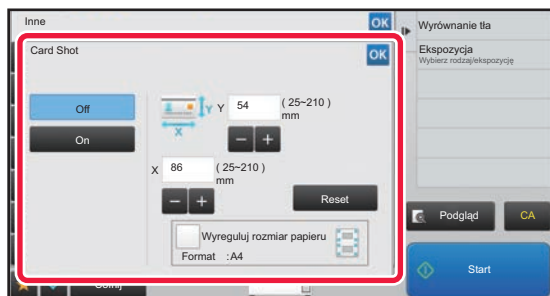 Inne
OK
Card Shot
OK
Off
On
Y
X
Y 54 (25~210)
mm
− +
X 86 (25~210)
mm
− +
Reset
Wyreguluj rozmiar papieru
Format :A4
Wyrównanie tła
Ekspozycja
Wybierz rodzaj/ekspozycję
Podgląd
CA
Start